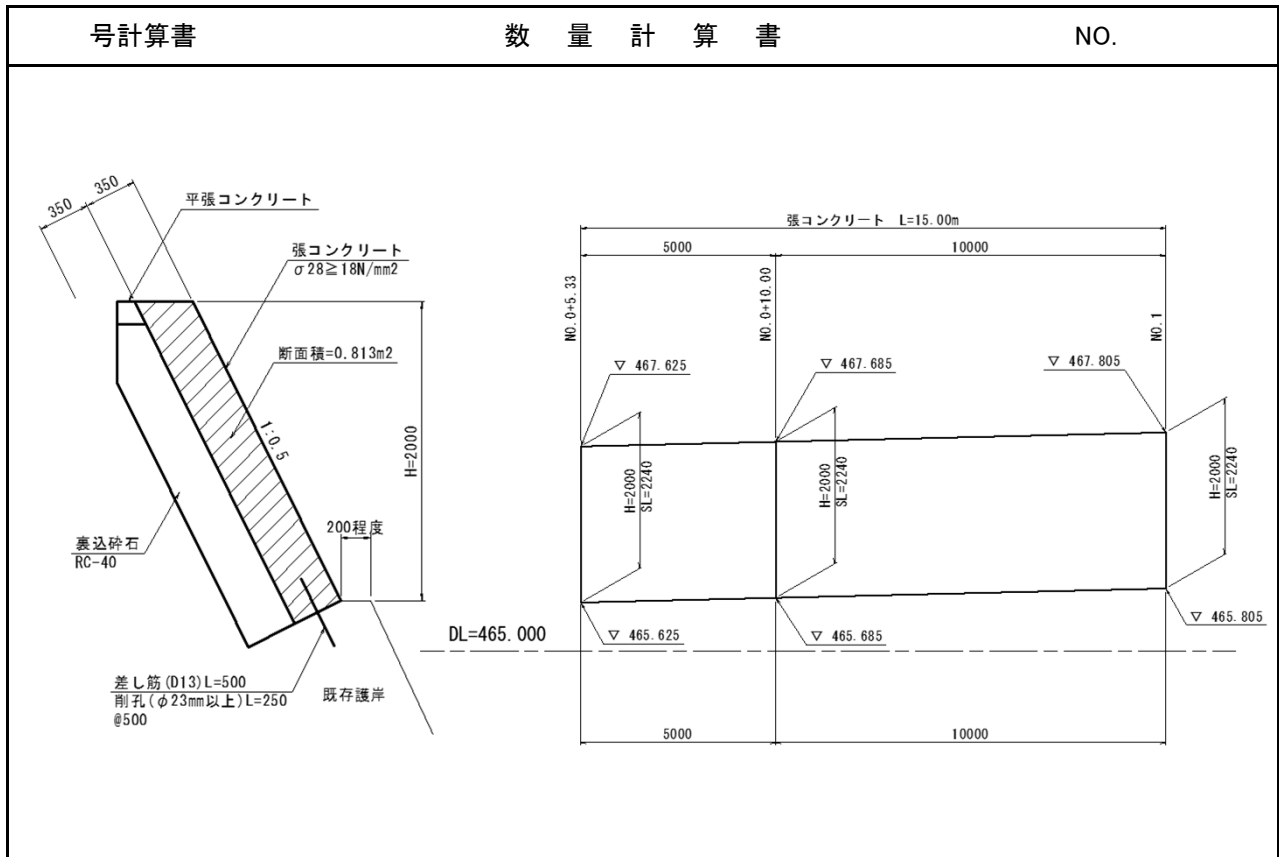 号計算書
数 量 計 算 書
NO.
350
350
平張コンクリート
張コンクリート
σ28≧18N/mm2
断面積=0.813m2
1:0.5
H=2000
200程度
裏込砕石
RC-40
差し筋(D13)L=500
削孔(φ23mm以上)L=250
@500
既存護岸
張コンクリート L=15.00m
5000
10000
NO.0+5.33
NO.0+10.00
NO.1
▽ 467.625
▽ 467.685
▽ 467.805
H=2000
SL=2240
H=2000
SL=2240
H=2000
SL=2240
DL=465.000
▽ 465.625
▽ 465.685
▽ 465.805
5000
10000